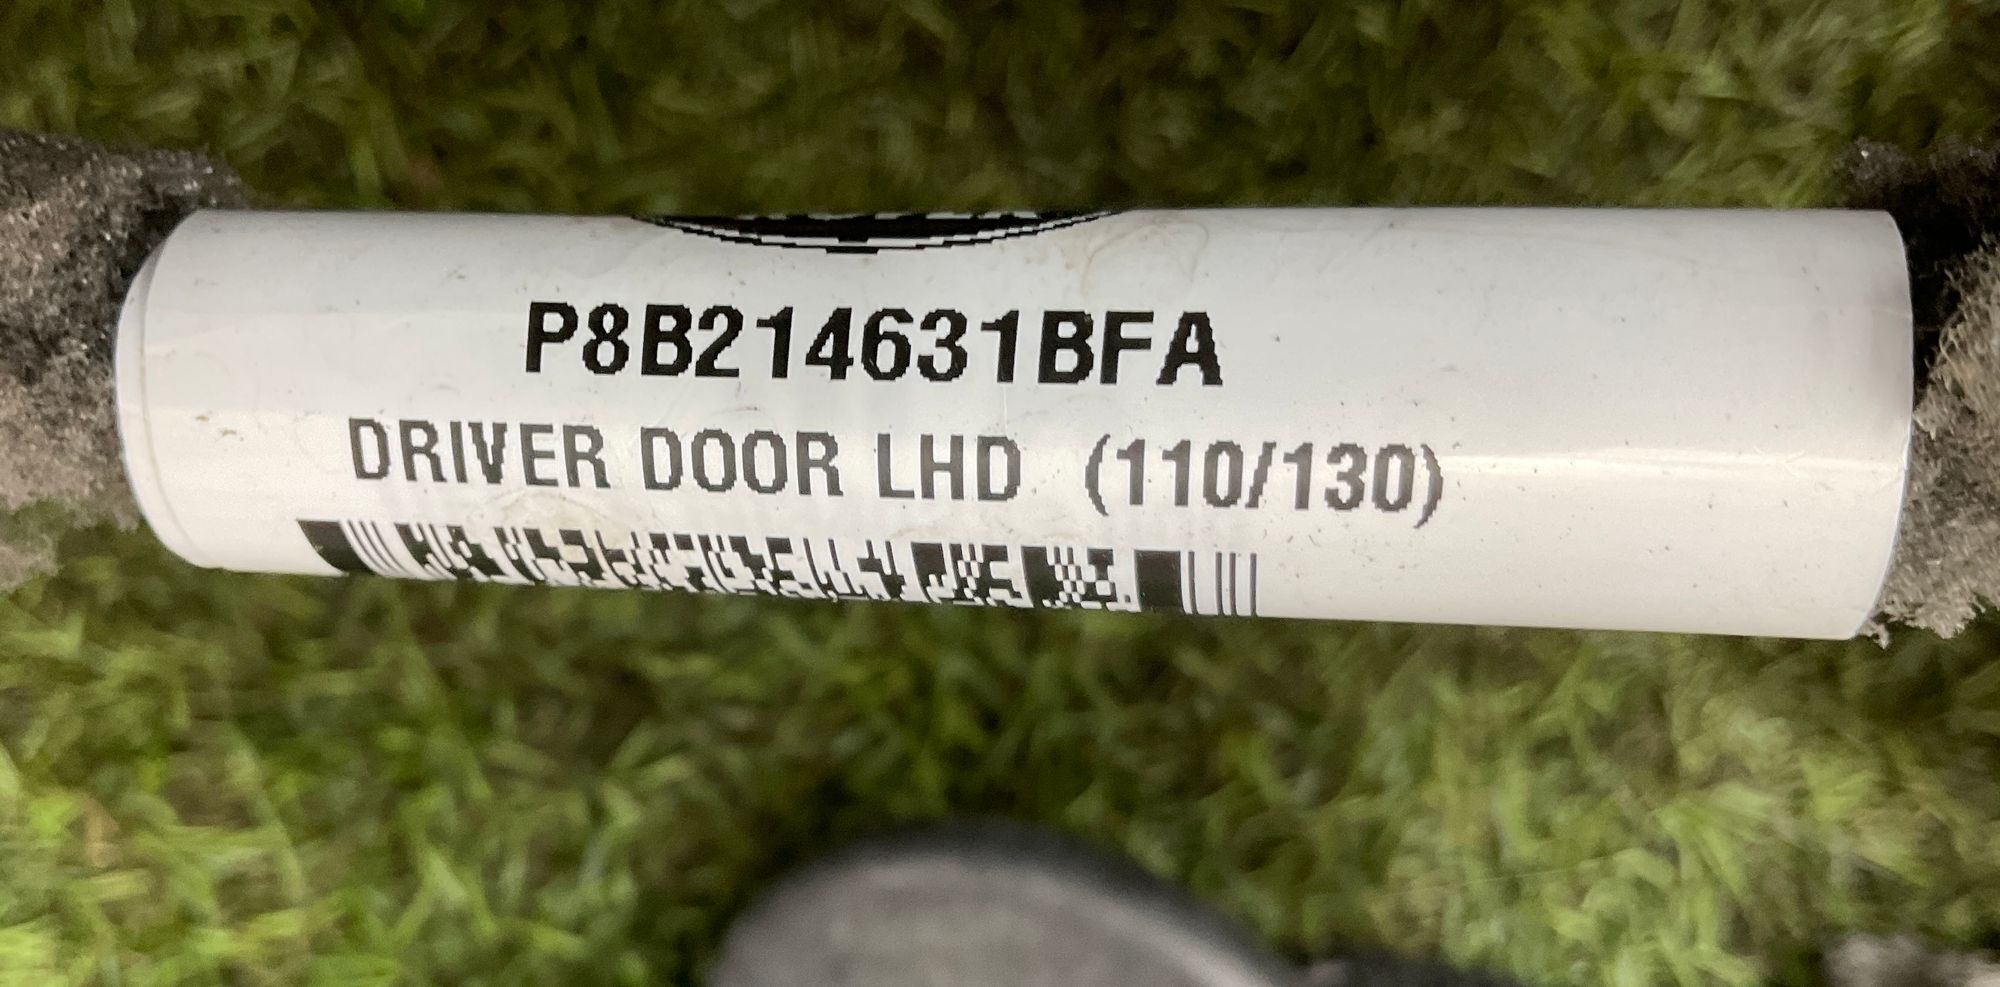 P8B214631BFA
DRIVER DOOR LHD (110/130)